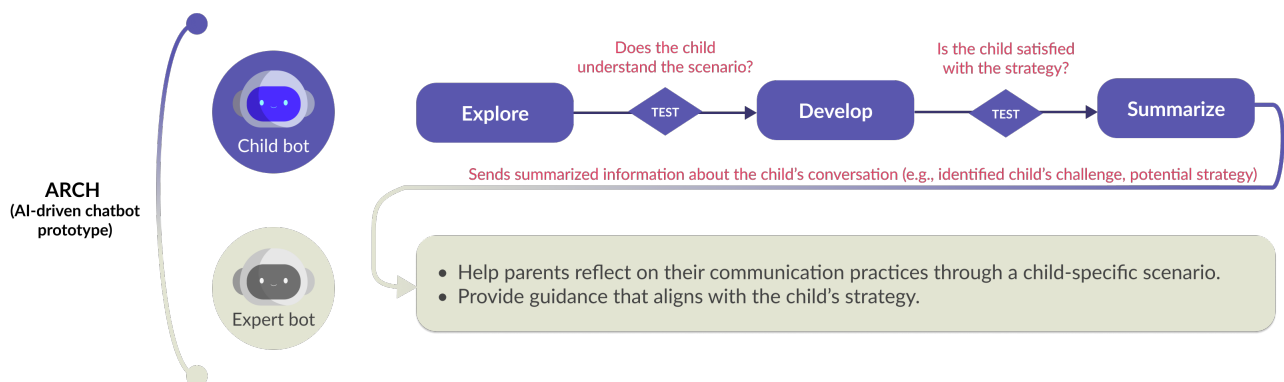 Does the child
understand the scenario?
Is the child satisfied
with the strategy?
Explore
TEST
Develop
TEST
Summarize
Child bot
Sends summarized information about the child's conversation (e.g., identified child's challenge, potential strategy)
ARCH
(AI-driven chatbot
prototype)
• Help parents reflect on their communication practices through a child-specific scenario.
• Provide guidance that aligns with the child's strategy.
Expert bot